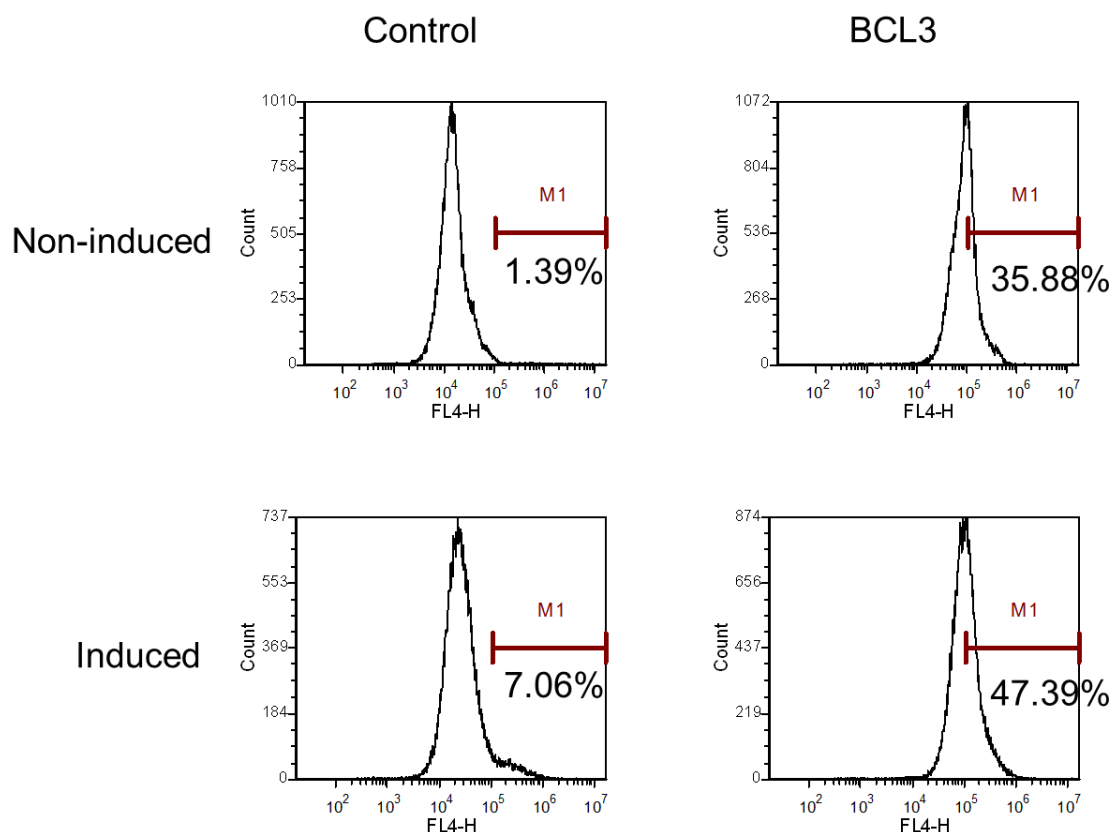 Control
BCL3
Non-induced
1010
758
505
253
0
Count
M1
1.39%
10² 10³ 10⁴ 10⁵ 10⁶ 10⁷
FL4-H
1072
804
536
268
0
Count
M1
35.88%
10² 10³ 10⁴ 10⁵ 10⁶ 10⁷
FL4-H
Induced
737
553
369
184
0
Count
M1
7.06%
10² 10³ 10⁴ 10⁵ 10⁶ 10⁷
FL4-H
874
656
437
219
0
Count
M1
47.39%
10² 10³ 10⁴ 10⁵ 10⁶ 10⁷
FL4-H